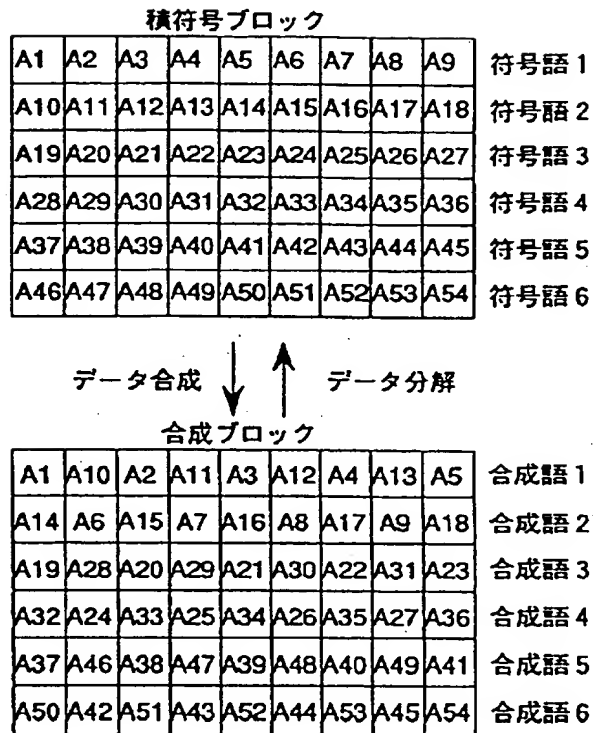 積符号ブロック
A1 A2 A3 A4 A5 A6 A7 A8 A9 符号語1
A10 A11 A12 A13 A14 A15 A16 A17 A18 符号語2
A19 A20 A21 A22 A23 A24 A25 A26 A27 符号語3
A28 A29 A30 A31 A32 A33 A34 A35 A36 符号語4
A37 A38 A39 A40 A41 A42 A43 A44 A45 符号語5
A46 A47 A48 A49 A50 A51 A52 A53 A54 符号語6
データ合成 データ分解
合成ブロック
A1 A10 A2 A11 A3 A12 A4 A13 A5 合成語1
A14 A6 A15 A7 A16 A8 A17 A9 A18 合成語2
A19 A28 A20 A29 A21 A30 A22 A31 A23 合成語3
A32 A24 A33 A25 A34 A26 A35 A27 A36 合成語4
A37 A46 A38 A47 A39 A48 A40 A49 A41 合成語5
A50 A42 A51 A43 A52 A44 A53 A45 A54 合成語6